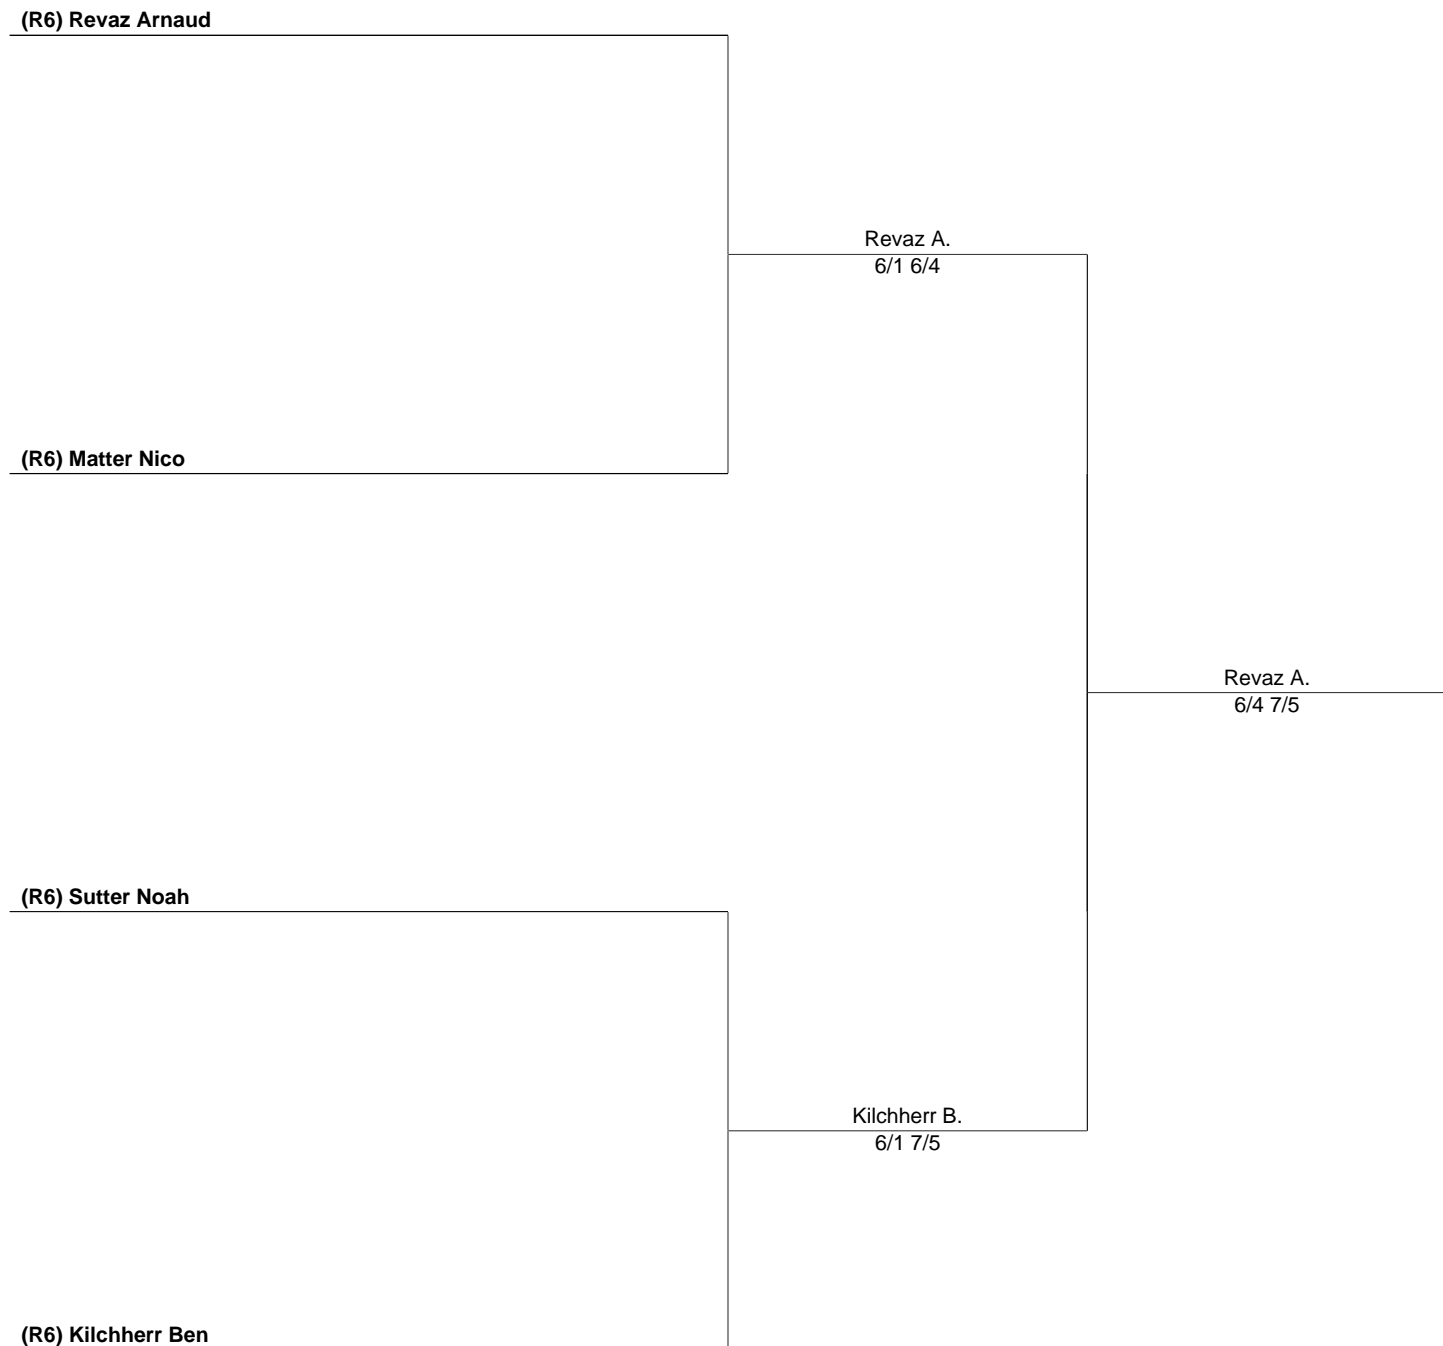 (R6) Revaz Arnaud
Revaz A.
6/1 6/4
(R6) Matter Nico
Revaz A.
6/4 7/5
(R6) Sutter Noah
Kilchherr B.
6/1 7/5
(R6) Kilchherr Ben